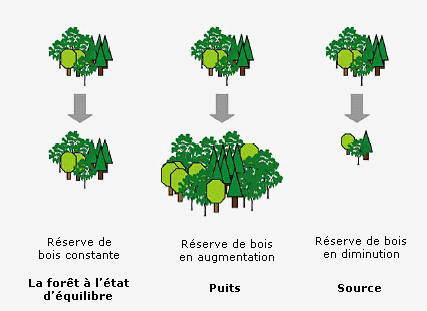 Réserve de
bois constante
La forêt à l'état
d'équilibre
Réserve de bois
en augmentation
Puits
Réserve de bois
en diminution
Source